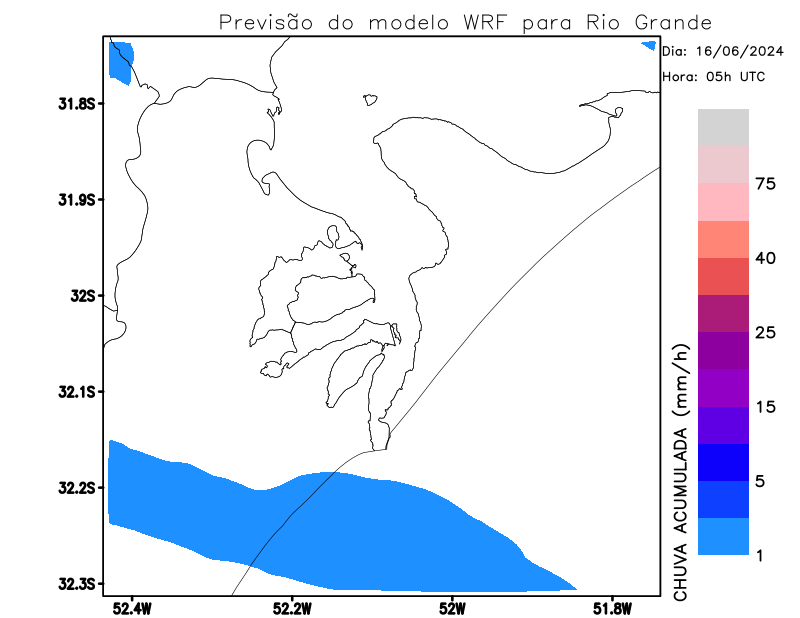 Previsão do modelo WRF para Rio Grande
Dia: 16/06/2024
Hora: 05h UTC
31.8S
31.9S
32S
32.1S
32.2S
32.3S
52.4W
52.2W
52W
51.8W
75
40
25
15
5
1
CHUVA ACUMULADA (mm/h)